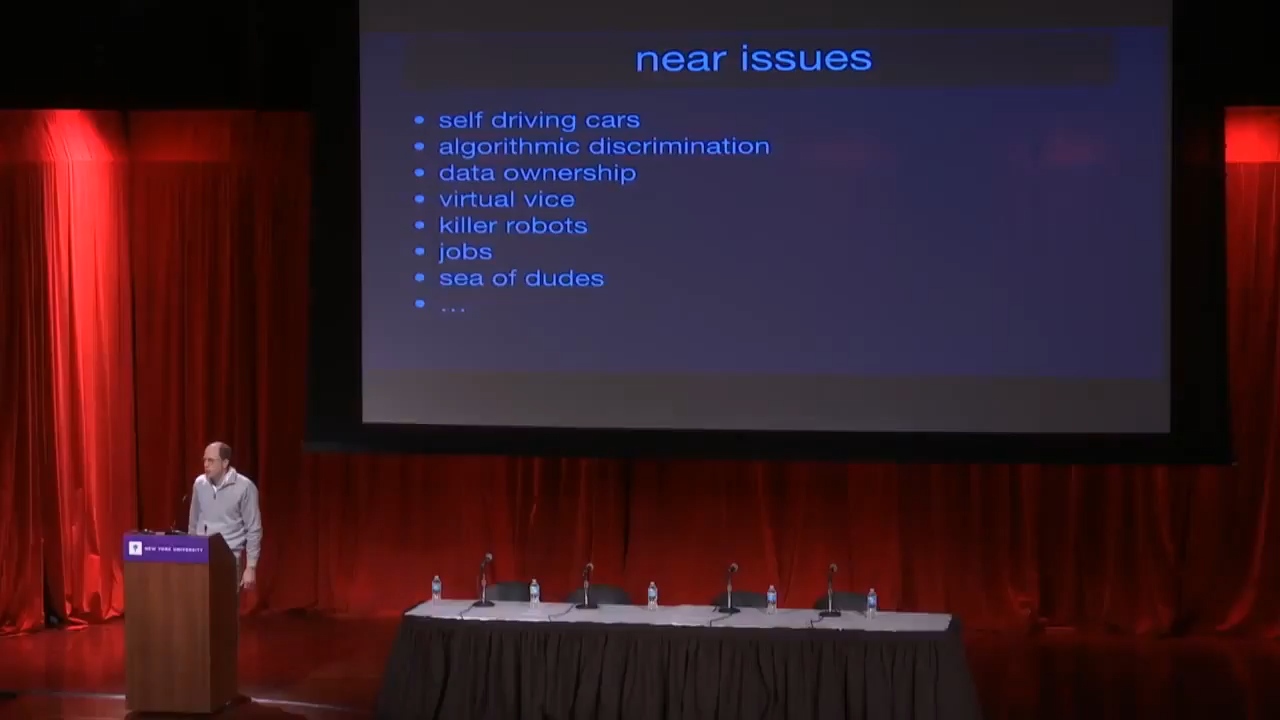 near issues
• self driving cars
• algorithmic discrimination
• data ownership
• virtual vice
• killer robots
• jobs
• sea of dudes
• ...
NEW YORK UNIVERSITY